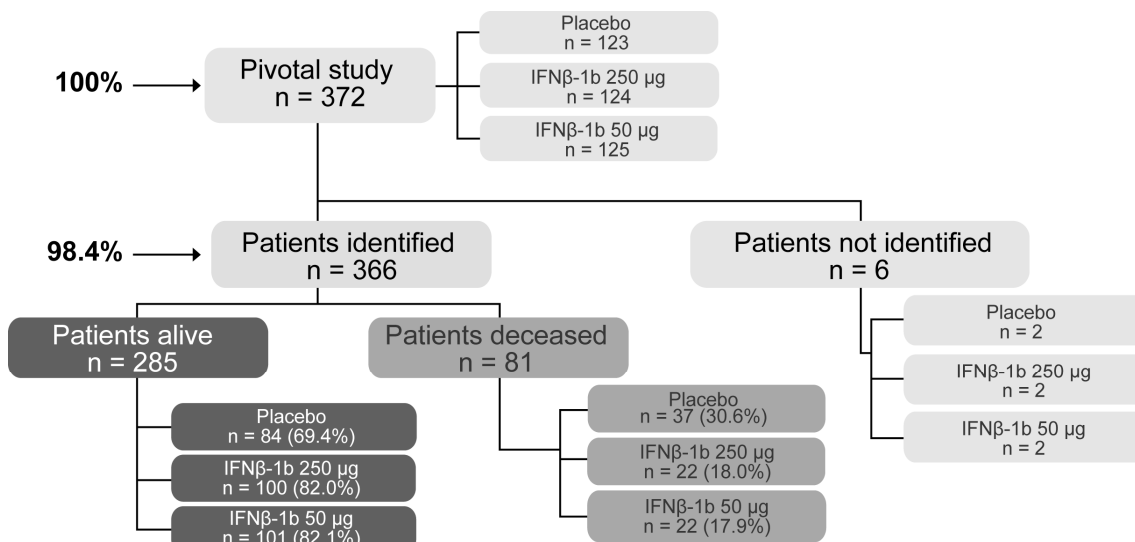 100%
Pivotal study
n = 372
Placebo
n = 123
IFNβ-1b 250 µg
n = 124
IFNβ-1b 50 µg
n = 125
98.4%
Patients identified
n = 366
Patients not identified
n = 6
Patients alive
n = 285
Patients deceased
n = 81
Placebo
n = 84 (69.4%)
IFNβ-1b 250 µg
n = 100 (82.0%)
IFNβ-1b 50 µg
n = 101 (82.1%)
Placebo
n = 37 (30.6%)
IFNβ-1b 250 µg
n = 22 (18.0%)
IFNβ-1b 50 µg
n = 22 (17.9%)
Placebo
n = 2
IFNβ-1b 250 µg
n = 2
IFNβ-1b 50 µg
n = 2